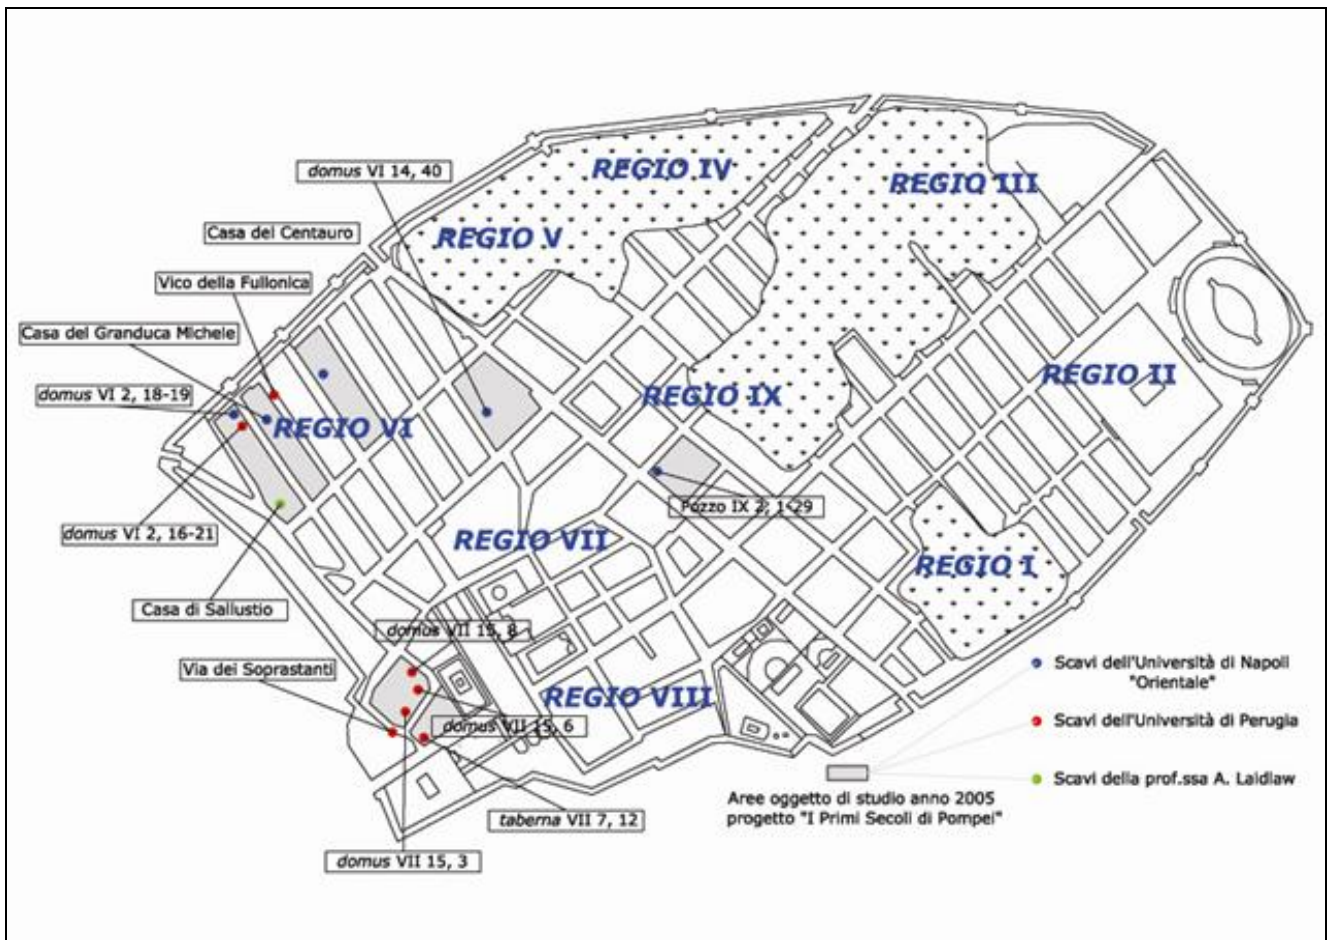 REGIO IV
domus VI 14, 40
REGIO III
Casa del Centauro
REGIO V
Vico della Fullonica
Casa del Granduca Michele
REGIO II
domus VI 2, 18-19
REGIO IX
REGIO VI
Pozzo IX 2, 1-29
domus VI 2, 16-21
REGIO VII
REGIO I
Casa di Sallustio
domus VII 15, 8
Via dei Soprastanti
Scavi dell'Università di Napoli
"Orientale"
REGIO VIII
domus VII 15, 6
Scavi dell'Università di Perugia
Scavi della prof.ssa A. Laidlaw
Aree oggetto di studio anno 2005
progetto "I Primi Secoli di Pompei"
taberna VII 7, 12
domus VII 15, 3